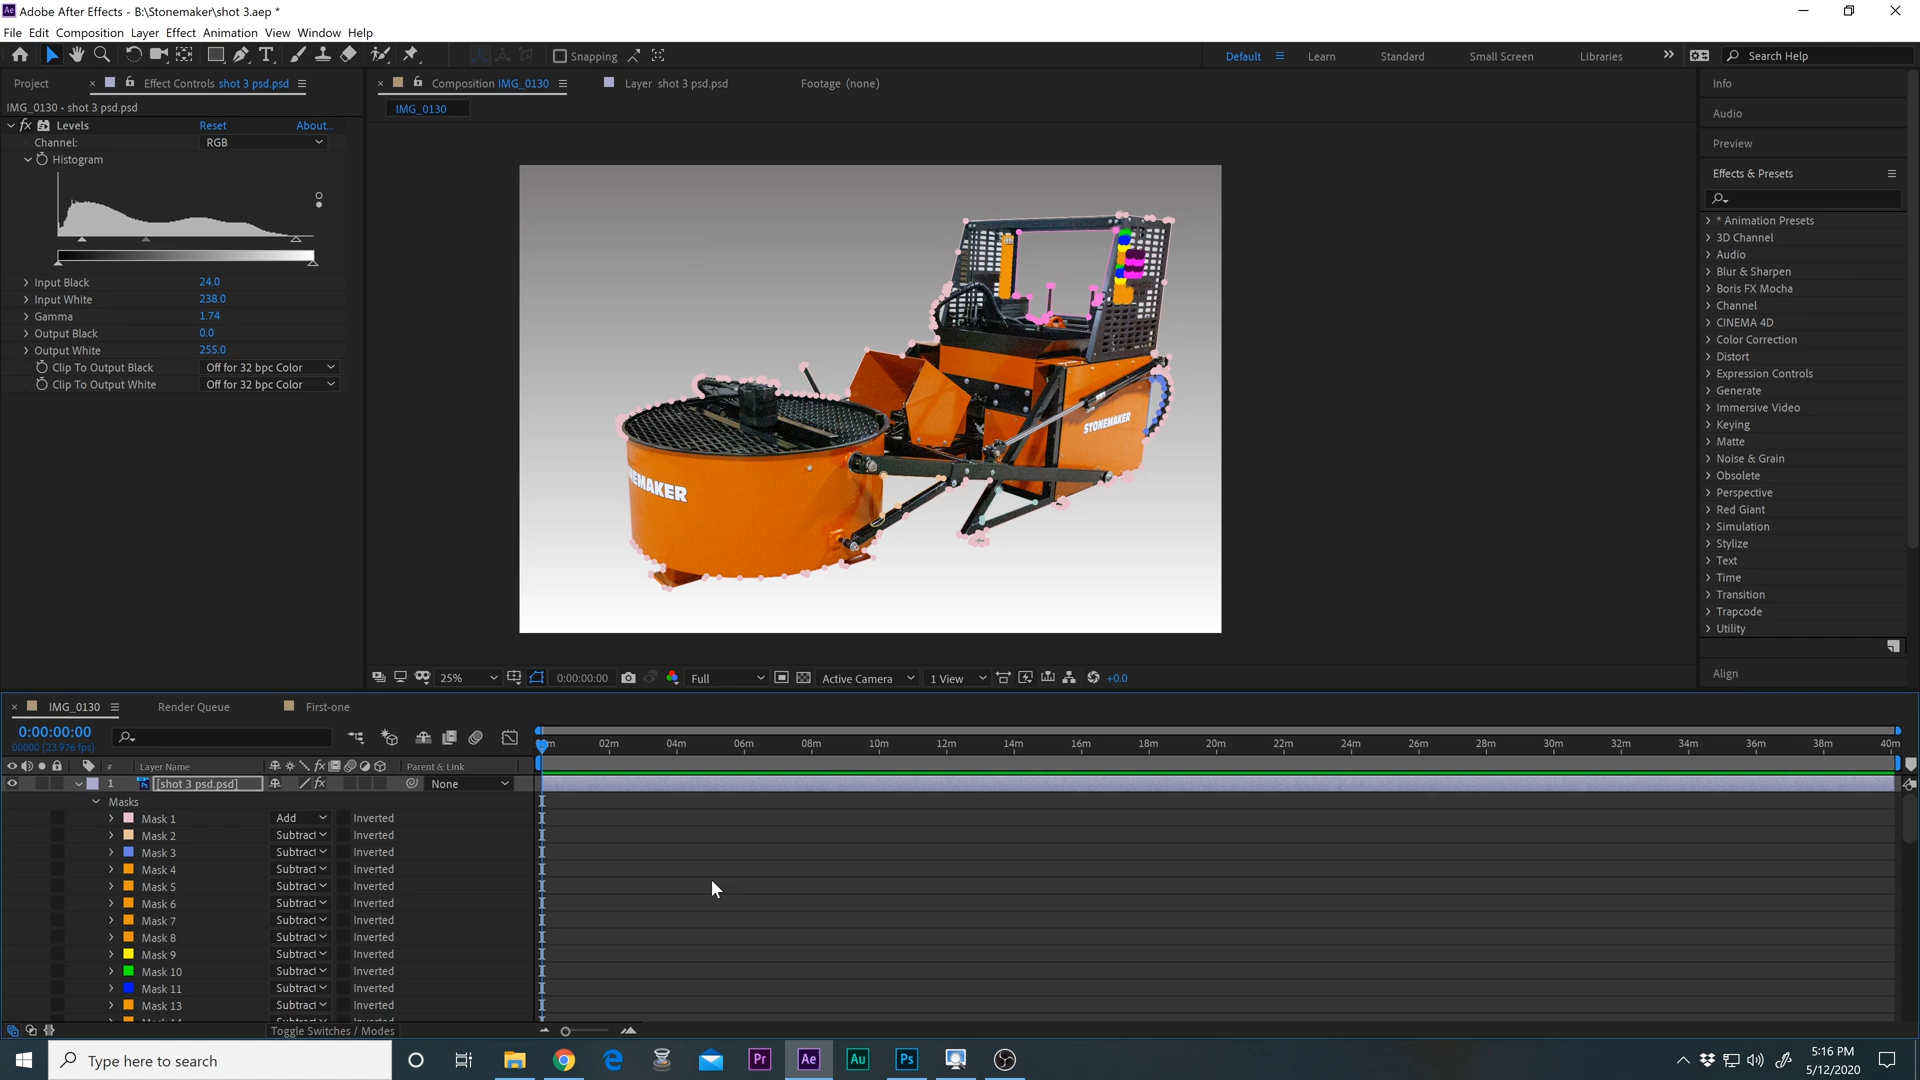 Adobe After Effects - B:\Stonemaker\shot 3.aep *
File Edit Composition Layer Effect Animation View Window Help
Snapping
Default Learn Standard Small Screen Libraries Search Help
Project Effect Controls shot 3 psd.psd
Composition IMG_0130 Layer shot 3 psd.psd Footage (none)
IMG_0130 • shot 3 psd.psd
IMG_0130
fx Levels Reset About...
Channel: RGB
Histogram
Input Black 24.0
Input White 238.0
Gamma 1.74
Output Black 0.0
Output White 255.0
Clip To Output Black Off for 32 bpc Color
Clip To Output White Off for 32 bpc Color
STONEMAKER
NEMAKER
Info
Audio
Preview
Effects & Presets
* Animation Presets
3D Channel
Audio
Blur & Sharpen
Boris FX Mocha
Channel
CINEMA 4D
Color Correction
Distort
Expression Controls
Generate
Immersive Video
Keying
Matte
Noise & Grain
Obsolete
Perspective
Red Giant
Simulation
Stylize
Text
Time
Transition
Trapcode
Utility
Align
25% 0:00:00:00 Full Active Camera 1 View +0.0
IMG_0130 Render Queue First-one
0:00:00:00
00000 (23.976 fps)
02m 04m 06m 08m 10m 12m 14m 16m 18m 20m 22m 24m 26m 28m 30m 32m 34m 36m 38m 40m
# Layer Name fx Parent & Link
1 [shot 3 psd.psd] fx None
Masks
Mask 1 Add Inverted
Mask 2 Subtract Inverted
Mask 3 Subtract Inverted
Mask 4 Subtract Inverted
Mask 5 Subtract Inverted
Mask 6 Subtract Inverted
Mask 7 Subtract Inverted
Mask 8 Subtract Inverted
Mask 9 Subtract Inverted
Mask 10 Subtract Inverted
Mask 11 Subtract Inverted
Mask 13 Subtract Inverted
Toggle Switches / Modes
Type here to search
Pr Ae Au Ps
5:16 PM
5/12/2020